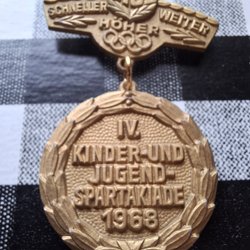 SCHNELLER WEITER
HÖHER
IV.
KINDER-UND
JUGEND-
SPARTAKIADE
1968